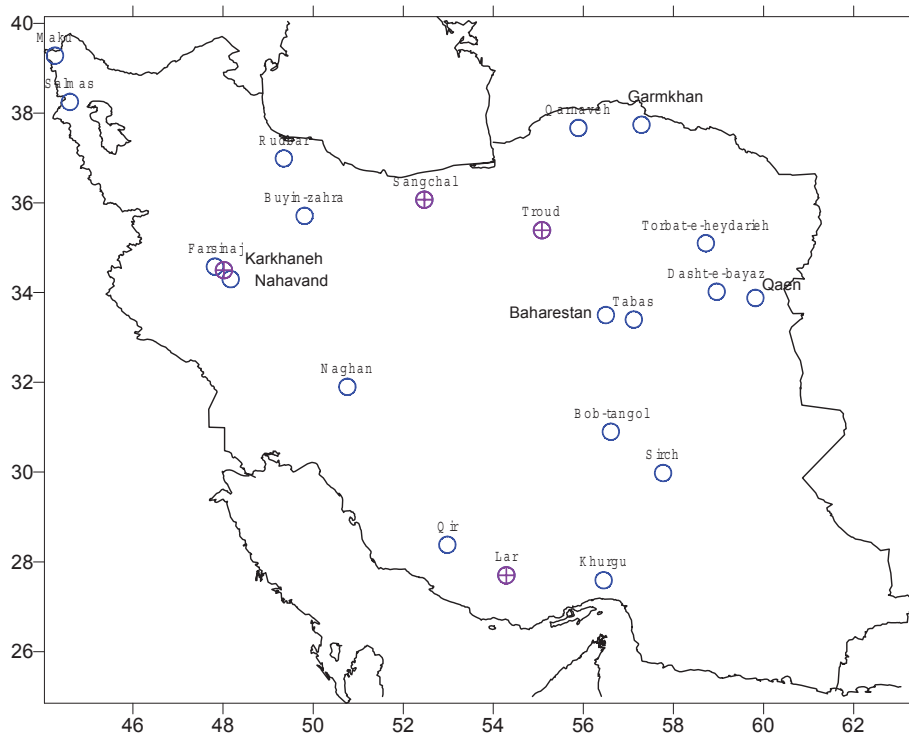 40
Maku
Salmas
Garmkhan
38
Qarnaveh
Rudbar
36
Sangchal
Buyin-zahra
Troud
Torbat-e-heydarieh
Farsinaj
Karkhaneh
Nahavand
34
Dasht-e-bayaz
Qaen
Baharestan
Tabas
32
Naghan
Bob-tangol
Sirch
30
28
Qir
Lar
Khurgu
26
46 48 50 52 54 56 58 60 62